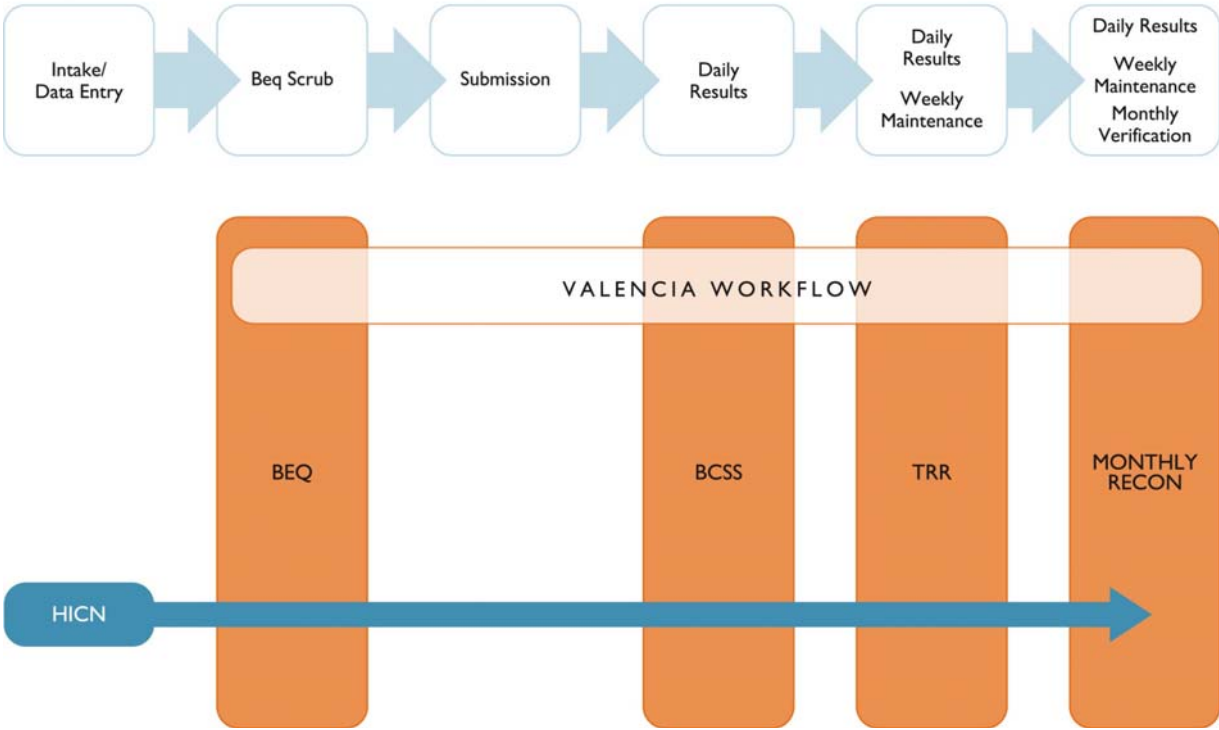 Intake/
Data Entry
Beq Scrub
Submission
Daily
Results
Daily
Results
Weekly
Maintenance
Daily Results
Weekly
Maintenance
Monthly
Verification
VALENCIA WORKFLOW
BEQ
BCSS
TRR
MONTHLY
RECON
HICN